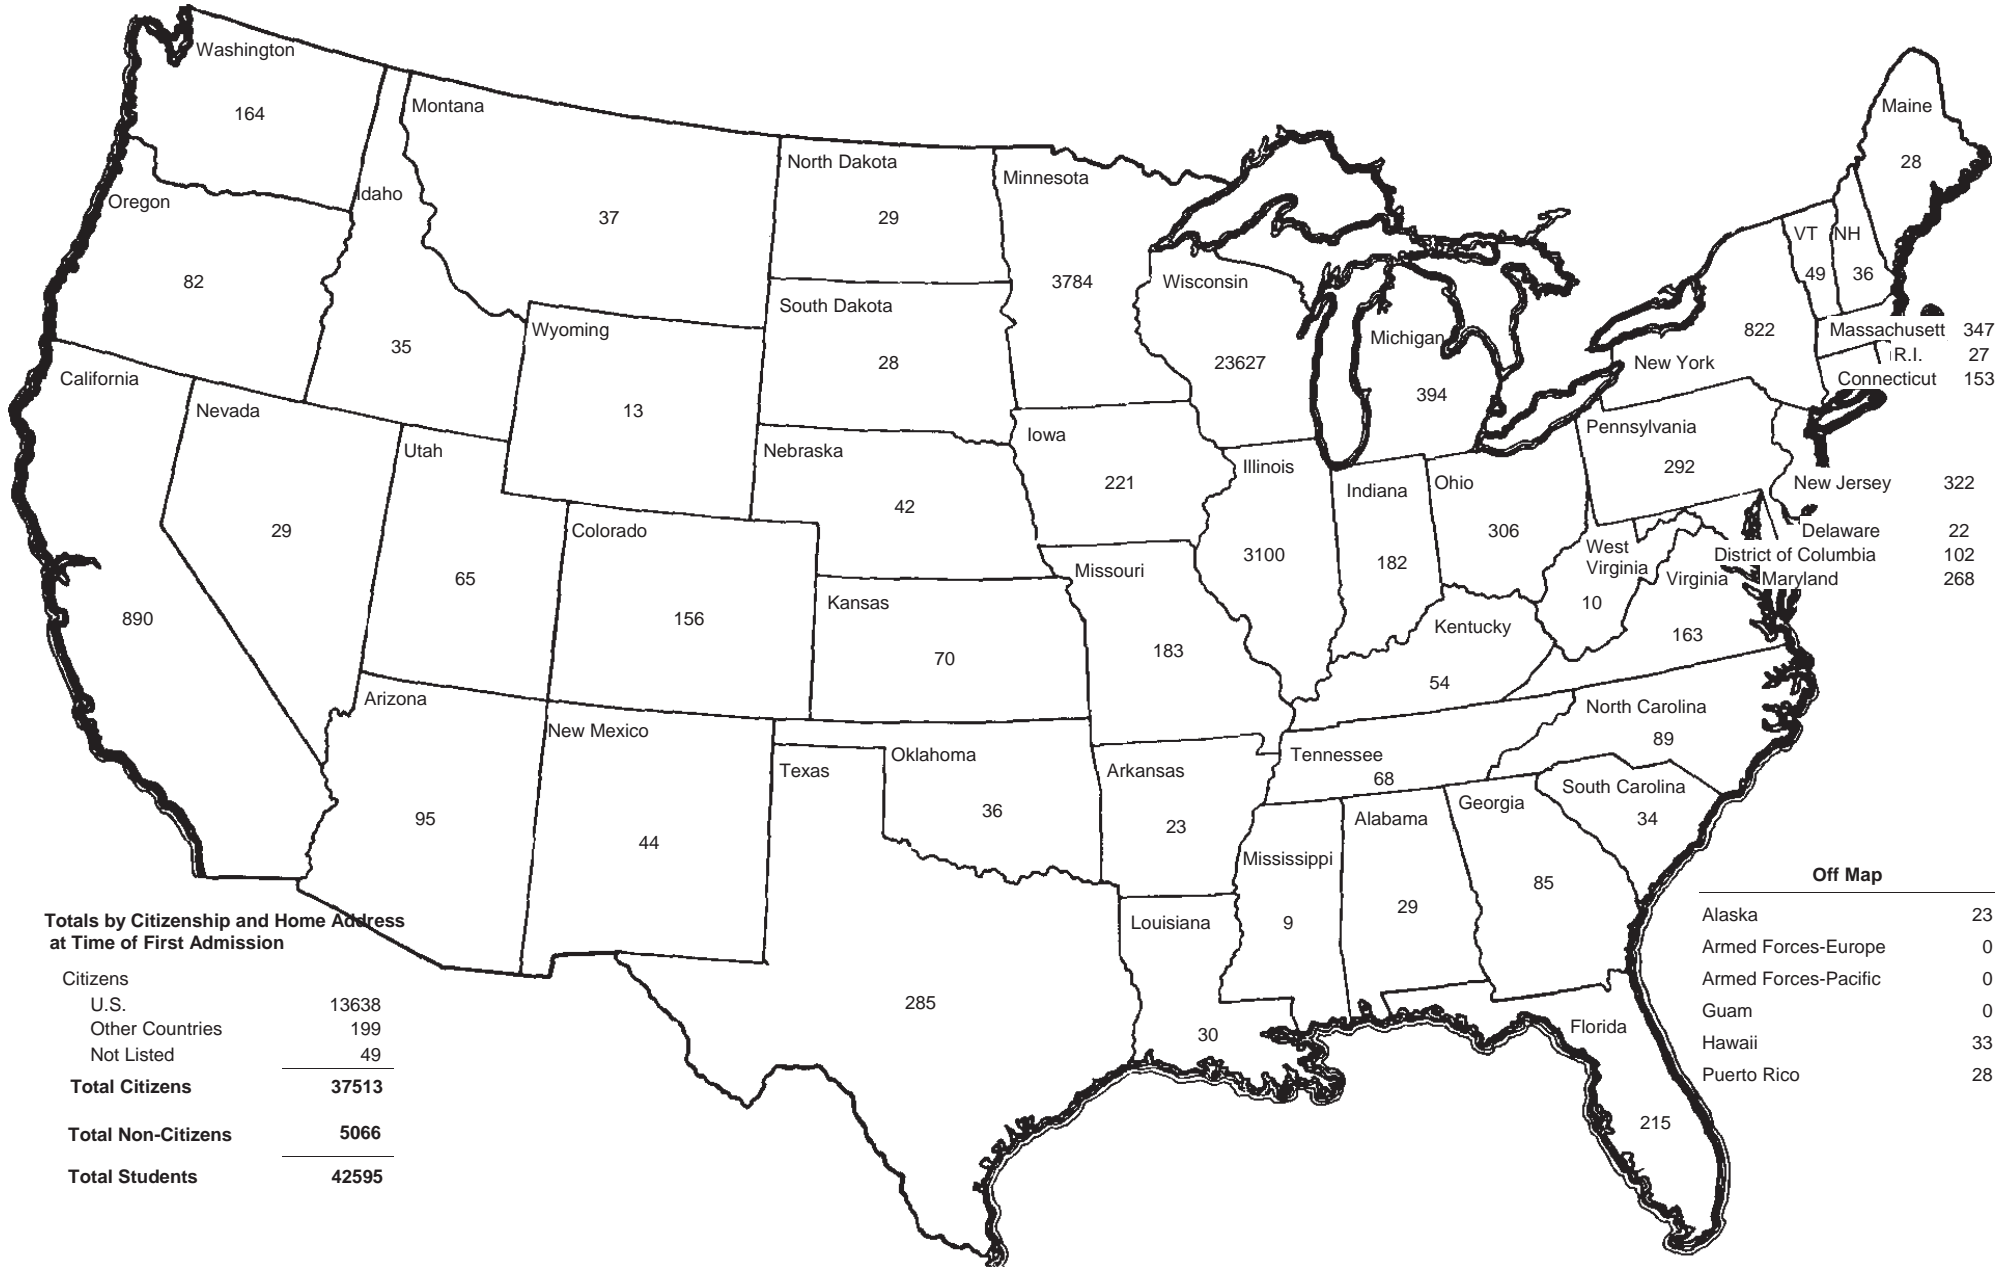 Washington
164
Montana
37
Idaho
35
Oregon
82
North Dakota
29
Minnesota
3784
South Dakota
28
Wisconsin
23627
Michigan
394
Maine
28
VT
49
NH
36
New York
822
Massachusett 347
R.I. 27
Connecticut 153
Wyoming
13
California
890
Nevada
29
Utah
65
Colorado
156
Nebraska
42
Iowa
221
Illinois
3100
Indiana
182
Ohio
306
Pennsylvania
292
New Jersey 322
Delaware 22
District of Columbia 102
Maryland 268
West
Virginia
10
Virginia
163
Kansas
70
Missouri
183
Kentucky
54
Arizona
95
New Mexico
44
Texas
285
Oklahoma
36
Arkansas
23
Tennessee
68
North Carolina
89
South Carolina
34
Mississippi
9
Alabama
29
Georgia
85
Louisiana
30
Florida
215
Off Map
Alaska 23
Armed Forces-Europe 0
Armed Forces-Pacific 0
Guam 0
Hawaii 33
Puerto Rico 28
Totals by Citizenship and Home Address
at Time of First Admission
Citizens
U.S. 13638
Other Countries 199
Not Listed 49
Total Citizens 37513
Total Non-Citizens 5066
Total Students 42595